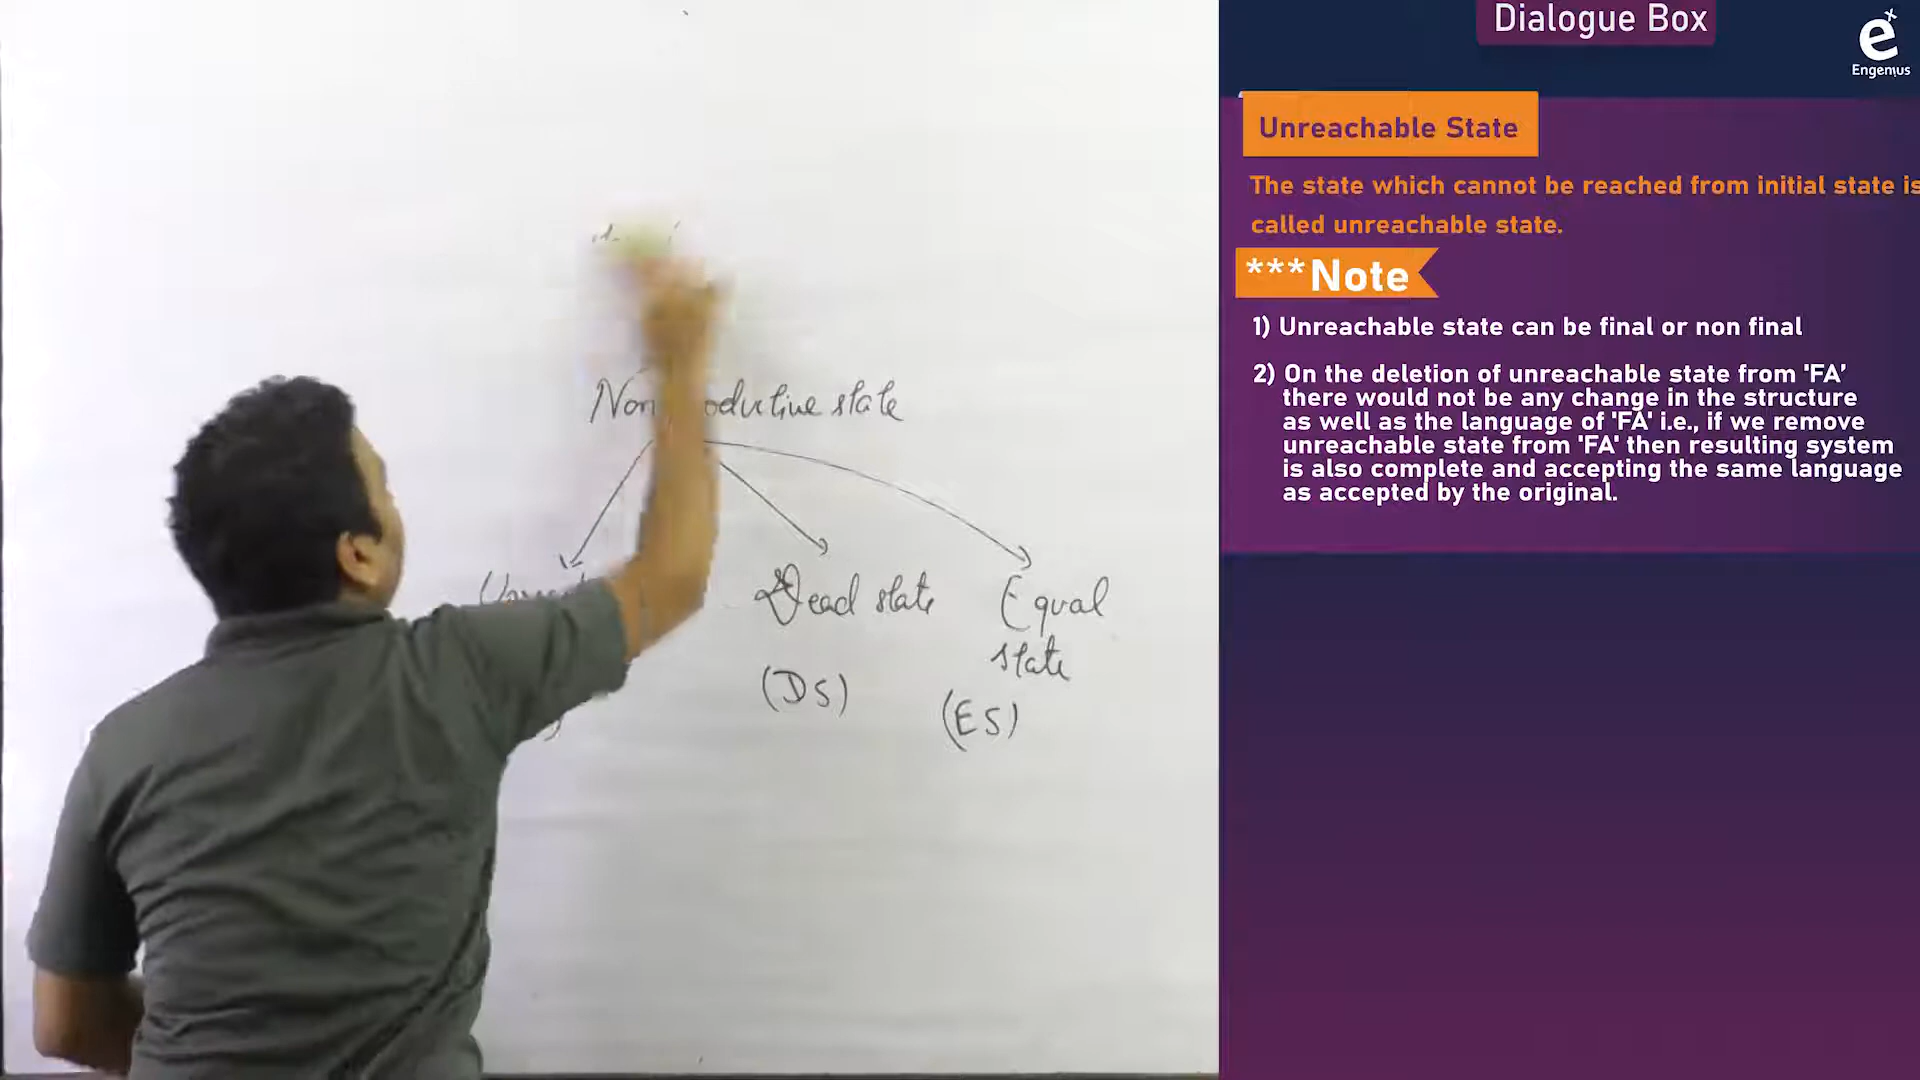 Dialogue Box
ex
Engenius
Unreachable State
The state which cannot be reached from initial state is
called unreachable state.
***Note
1) Unreachable state can be final or non final
2) On the deletion of unreachable state from 'FA'
there would not be any change in the structure
as well as the language of 'FA' i.e., if we remove
unreachable state from 'FA' then resulting system
is also complete and accepting the same language
as accepted by the original.
state
Dead state
Equal
state
(DS)
(ES)